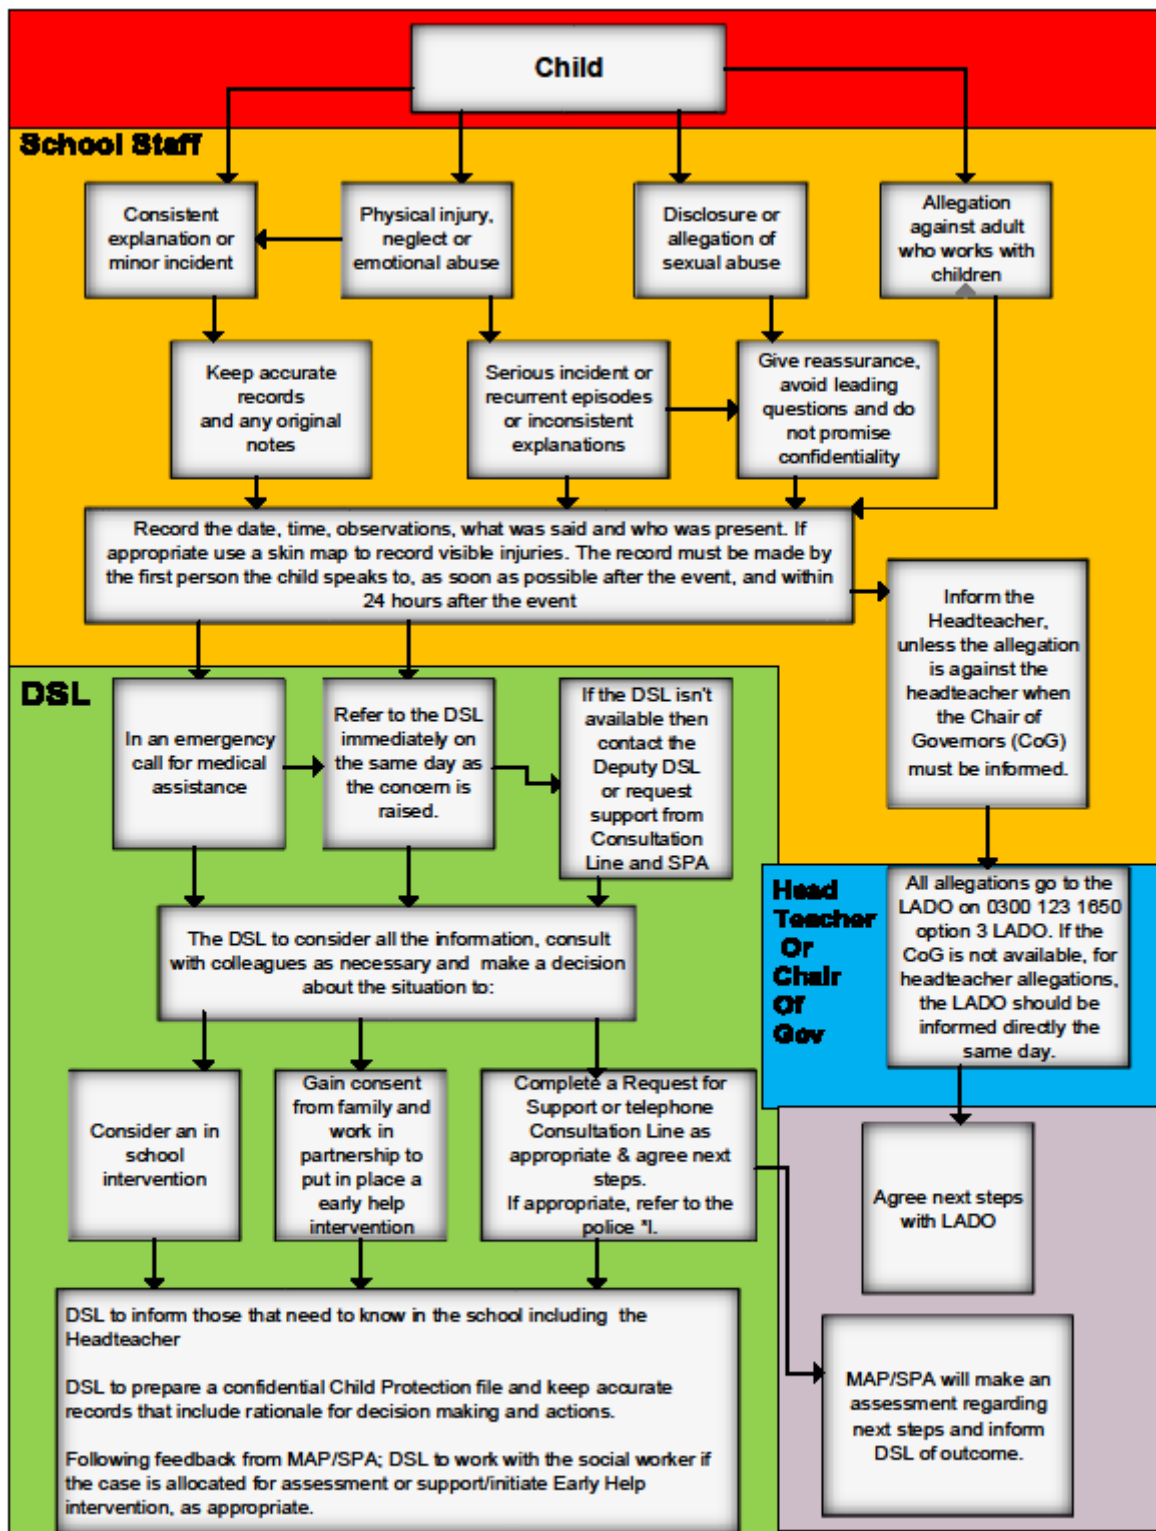 Child
School Staff
Consistent
explanation or
minor incident
Physical injury,
neglect or
emotional abuse
Disclosure or
allegation of
sexual abuse
Allegation
against adult
who works with
children
Keep accurate
records
and any original
notes
Serious incident or
recurrent episodes
or inconsistent
explanations
Give reassurance,
avoid leading
questions and do
not promise
confidentiality
Record the date, time, observations, what was said and who was present. If
appropriate use a skin map to record visible injuries. The record must be made by
the first person the child speaks to, as soon as possible after the event, and within
24 hours after the event
Inform the
Headteacher,
unless the allegation
is against the
headteacher when
the Chair of
Governors (CoG)
must be informed.
DSL
In an emergency
call for medical
assistance
Refer to the DSL
immediately on
the same day as
the concern is
raised.
If the DSL isn't
available then
contact the
Deputy DSL
or request
support from
Consultation
Line and SPA
Head
Teacher
Or
Chair
Of
Gov
All allegations go to the
LADO on 0300 123 1650
option 3 LADO. If the
CoG is not available, for
headteacher allegations,
the LADO should be
informed directly the
same day.
The DSL to consider all the information, consult
with colleagues as necessary and make a decision
about the situation to:
Consider an in
school
intervention
Gain consent
from family and
work in
partnership to
put in place a
early help
intervention
Complete a Request for
Support or telephone
Consultation Line as
appropriate & agree next
steps.
If appropriate, refer to the
police *I.
Agree next steps
with LADO
DSL to inform those that need to know in the school including the
Headteacher
DSL to prepare a confidential Child Protection file and keep accurate
records that include rationale for decision making and actions.
Following feedback from MAP/SPA; DSL to work with the social worker if
the case is allocated for assessment or support/initiate Early Help
intervention, as appropriate.
MAP/SPA will make an
assessment regarding
next steps and inform
DSL of outcome.